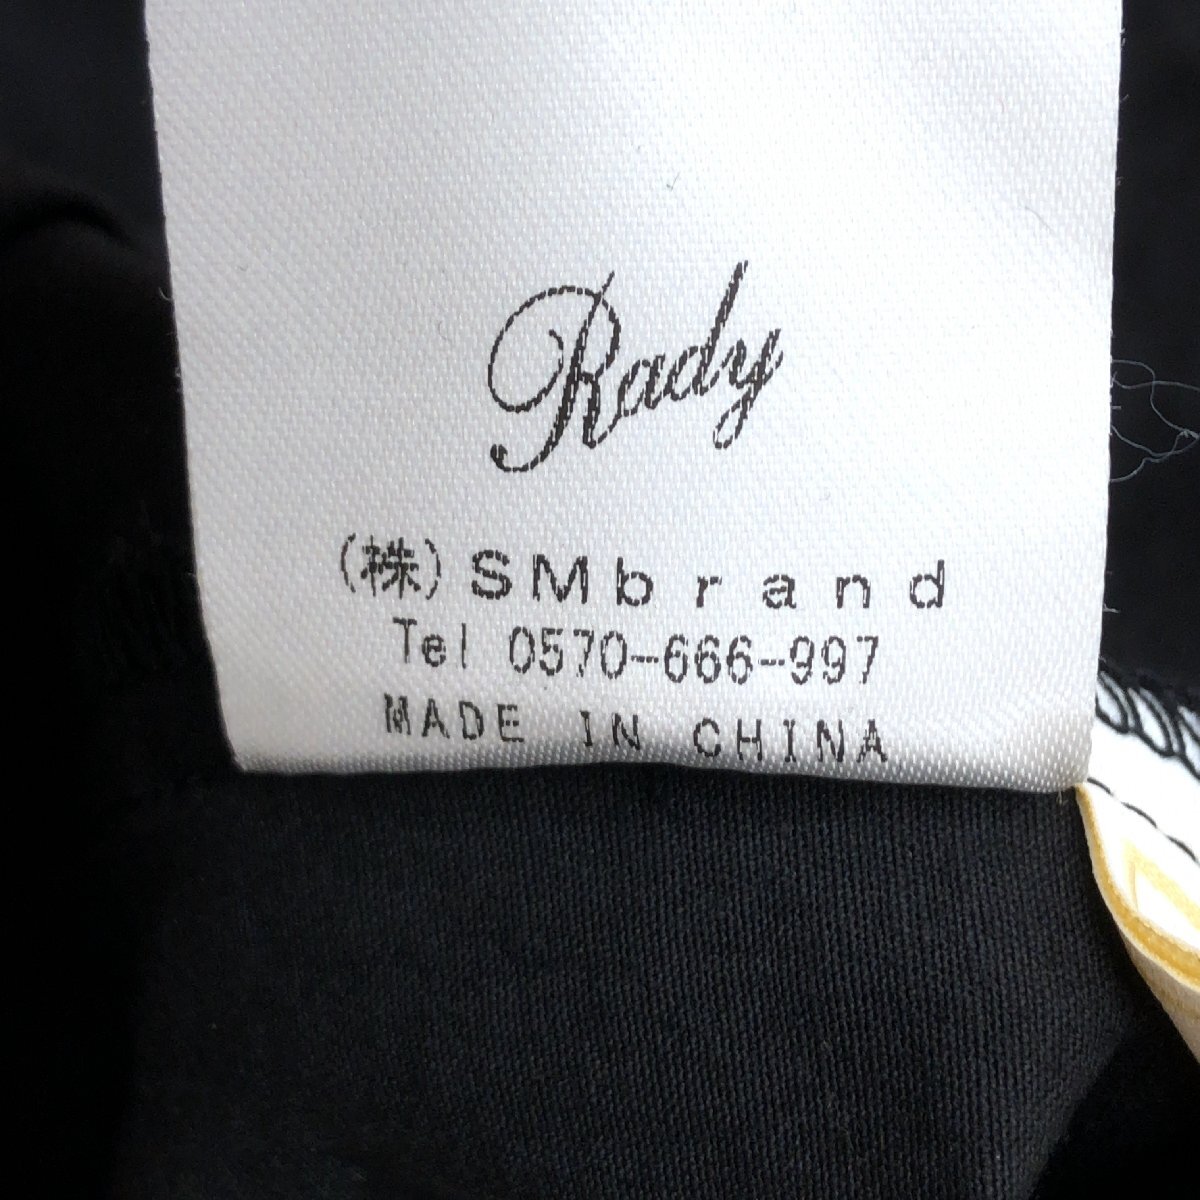 Rady
(株)SMbrand
Tel 0570-666-997
MADE IN CHINA